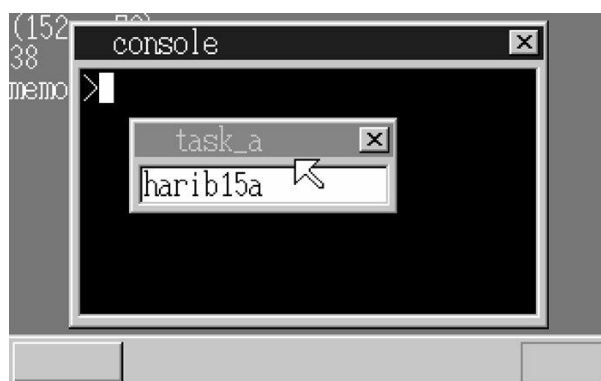 (152
38
memo
console
>
task_a
harib15a